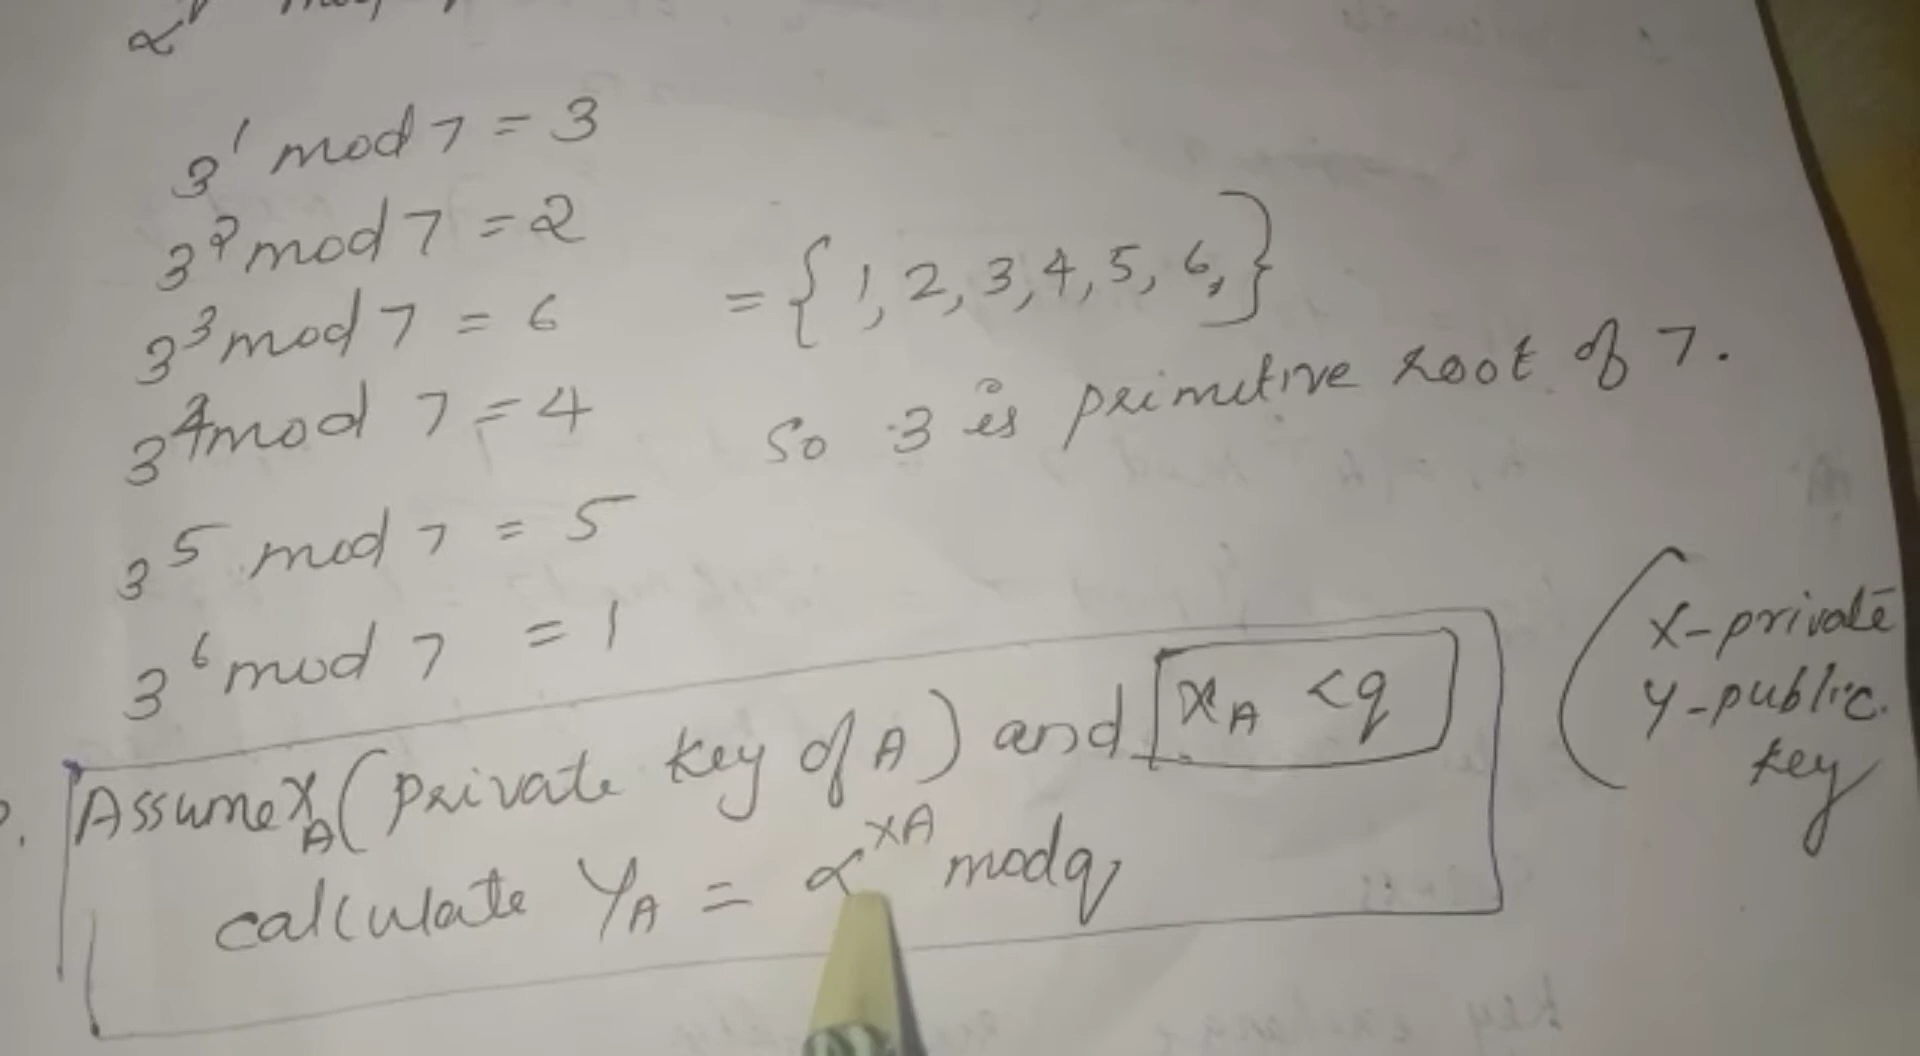 3¹ mod 7 = 3
3² mod 7 = 2
3³ mod 7 = 6
3⁴ mod 7 = 4
3⁵ mod 7 = 5
3⁶ mod 7 = 1
= {1, 2, 3, 4, 5, 6,}
So 3 is primitive root of 7.
Assume X_A (private key of A) and x_A < q
calculate Y_A = α^XA mod q
(x-private
y-public
key